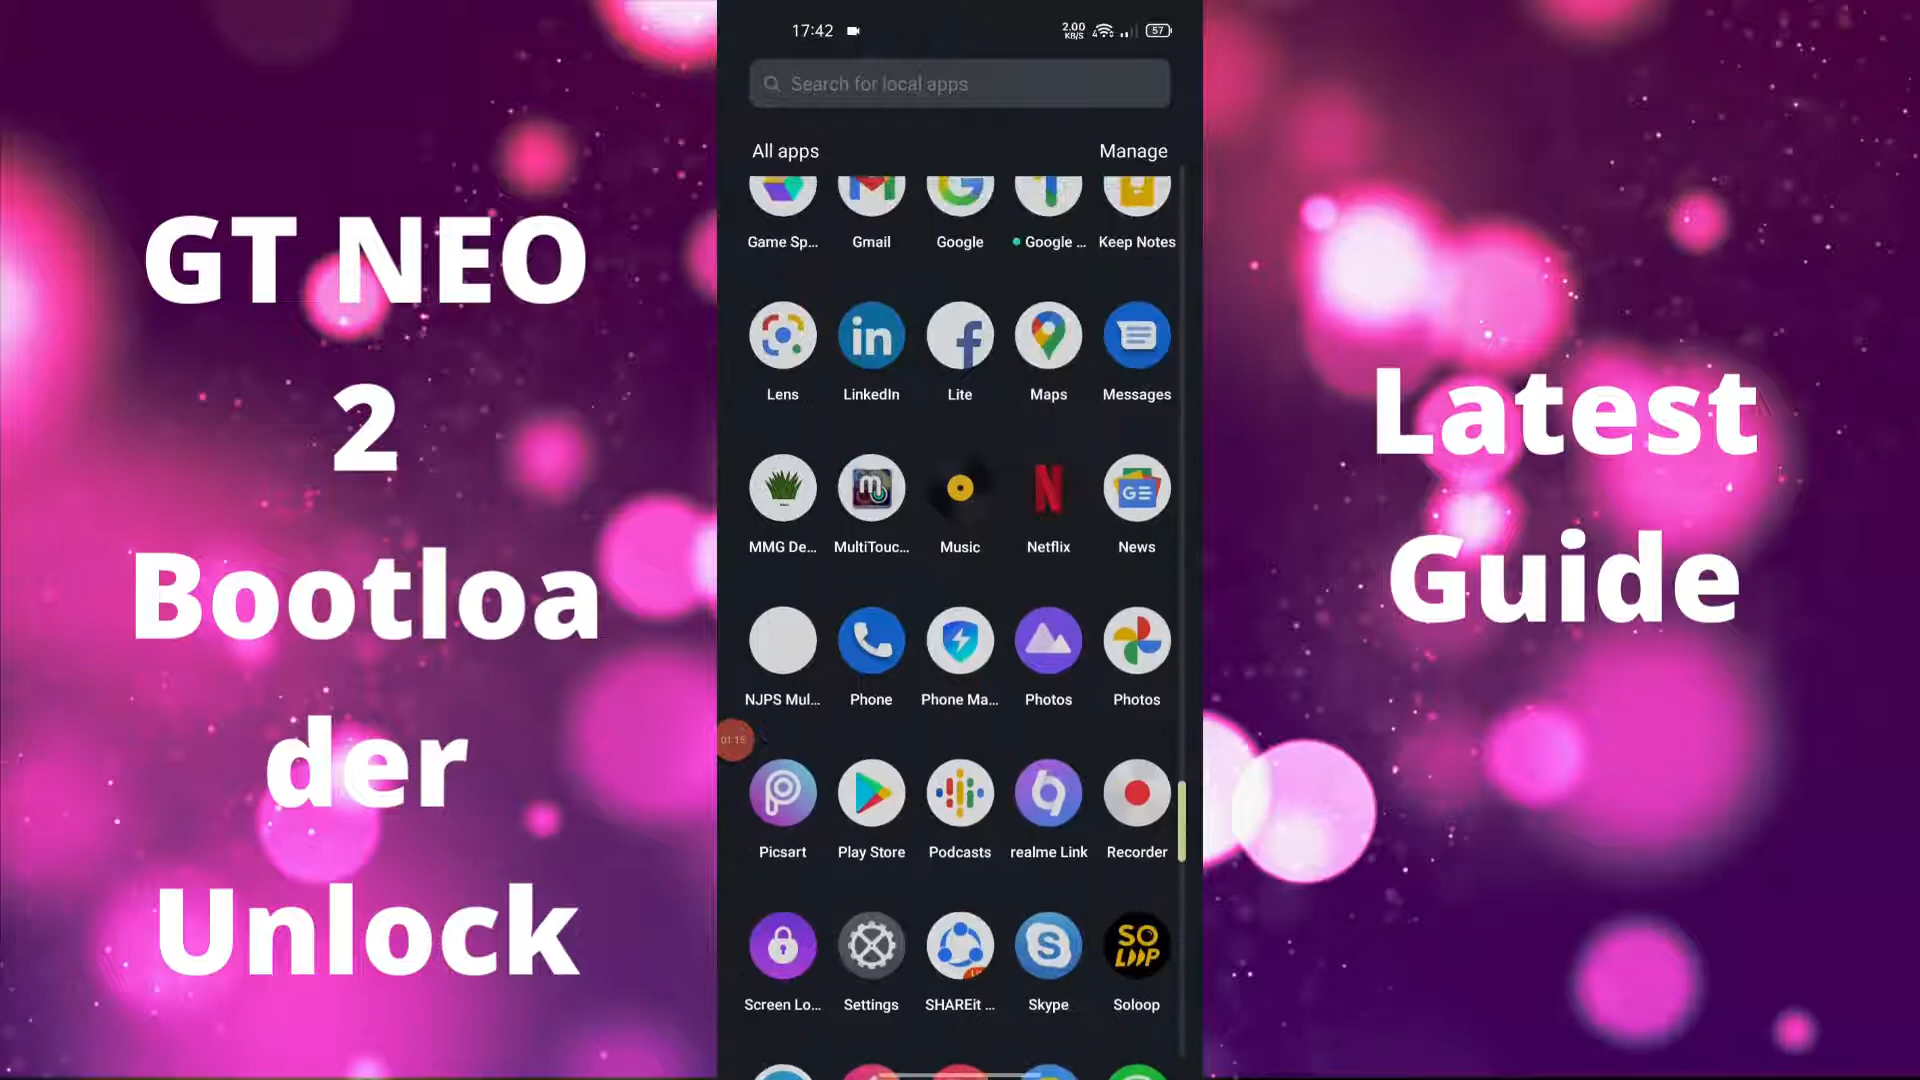 GT NEO
2
Bootloa
der
Unlock
17:42
2.00
KB/S
57
Search for local apps
All apps
Manage
Game Sp...
Gmail
Google
Google ...
Keep Notes
Lens
LinkedIn
Lite
Maps
Messages
MMG De...
MultiTouc...
Music
Netflix
News
NJPS Mul...
Phone
Phone Ma...
Photos
Photos
01:15
Picsart
Play Store
Podcasts
realme Link
Recorder
SO
LOOP
Screen Lo...
Settings
SHAREit ...
Skype
Soloop
Latest
Guide